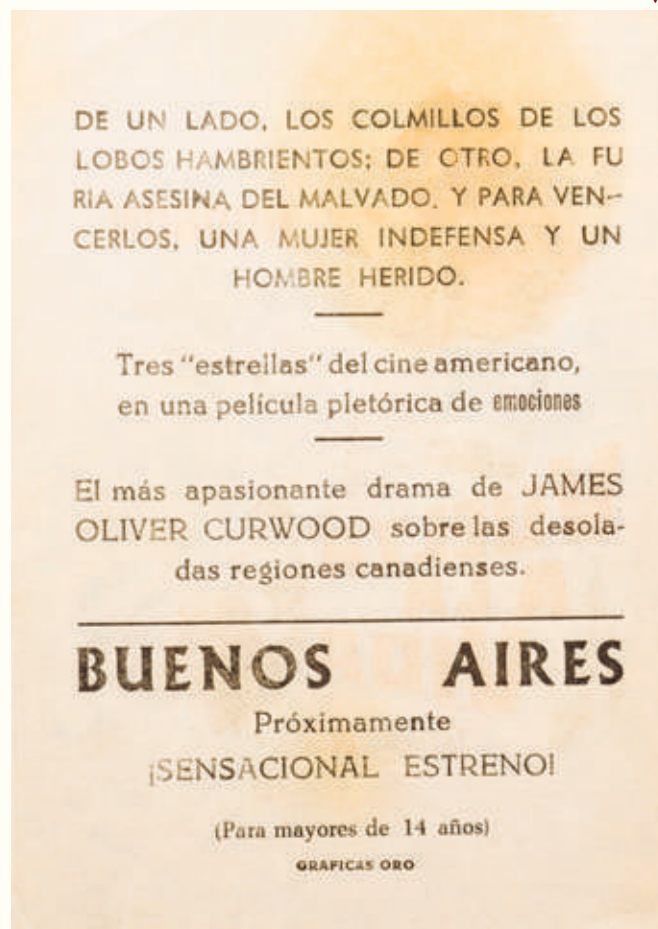 DE UN LADO, LOS COLMILLOS DE LOS
LOBOS HAMBRIENTOS; DE OTRO, LA FU
RIA ASESINA DEL MALVADO. Y PARA VEN-
CERLOS, UNA MUJER INDEFENSA Y UN
HOMBRE HERIDO.
Tres "estrellas" del cine americano,
en una película pletórica de emociones
El más apasionante drama de JAMES
OLIVER CURWOOD sobre las desola-
das regiones canadienses.
BUENOS AIRES
Próximamente
¡SENSACIONAL ESTRENO!
(Para mayores de 14 años)
GRAFICAS ORO